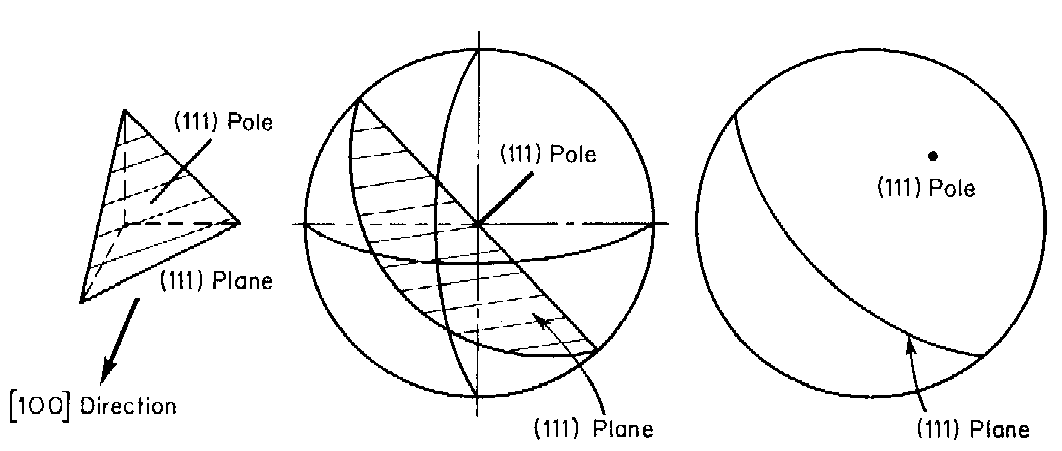 (111) Pole
(111) Plane
[100] Direction
(111) Pole
(111) Plane
(111) Pole
(111) Plane